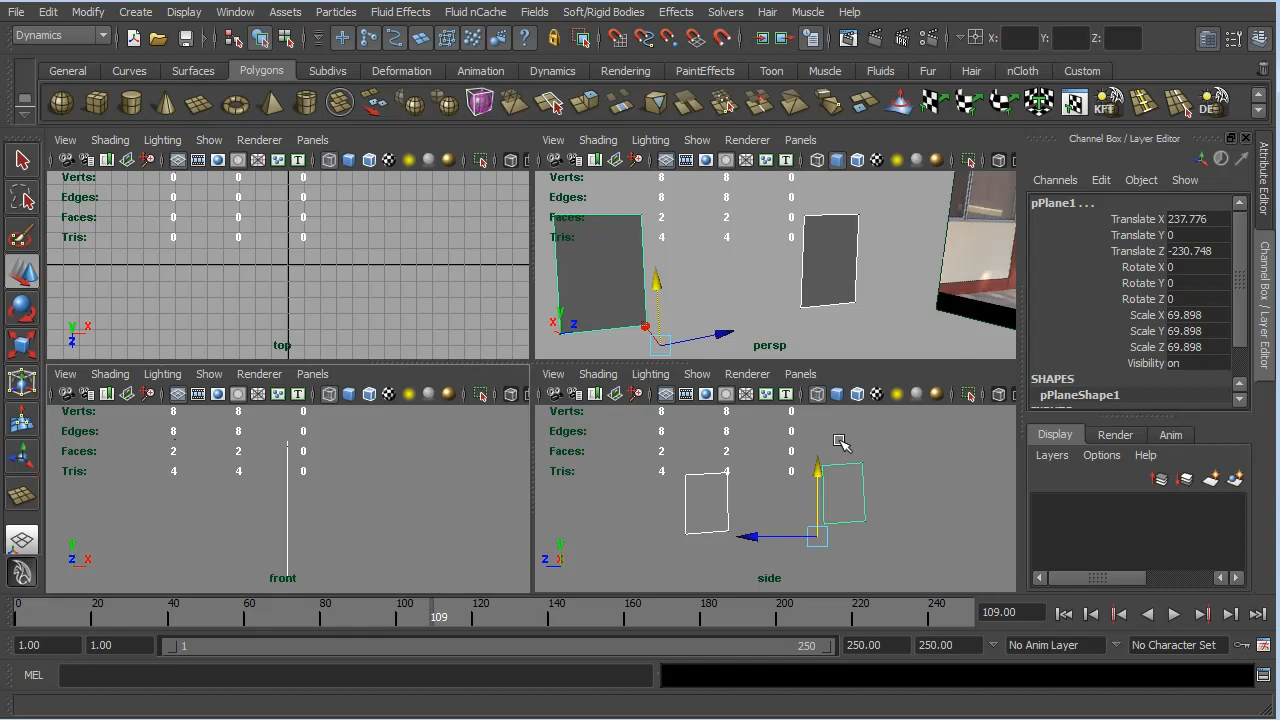 File Edit Modify Create Display Window Assets Particles Fluid Effects Fluid nCache Fields Soft/Rigid Bodies Effects Solvers Hair Muscle Help
Dynamics X: Y: Z:
General Curves Surfaces Polygons Subdivs Deformation Animation Dynamics Rendering PaintEffects Toon Muscle Fluids Fur Hair nCloth Custom
KFT DE
View Shading Lighting Show Renderer Panels
Verts: 0 0 0
Edges: 0 0 0
Faces: 0 0 0
Tris: 0 0 0
y x
z
top
View Shading Lighting Show Renderer Panels
Verts: 8 8 0
Edges: 8 8 0
Faces: 2 2 0
Tris: 4 4 0
y
x z
persp
View Shading Lighting Show Renderer Panels
Verts: 8 8 0
Edges: 8 8 0
Faces: 2 2 0
Tris: 4 4 0
y
z x
front
View Shading Lighting Show Renderer Panels
Verts: 8 8 0
Edges: 8 8 0
Faces: 2 2 0
Tris: 4 4 0
y
z x
side
Channel Box / Layer Editor
Channels Edit Object Show
pPlane1 . . .
Translate X 237.776
Translate Y 0
Translate Z -230.748
Rotate X 0
Rotate Y 0
Rotate Z 0
Scale X 69.898
Scale Y 69.898
Scale Z 69.898
Visibility on
SHAPES
pPlaneShape1
Display Render Anim
Layers Options Help
Attribute Editor
Channel Box / Layer Editor
0 20 40 60 80 100 120 140 160 180 200 220 240
109
109.00
1.00 1.00 1 250 250.00 250.00 No Anim Layer No Character Set
MEL